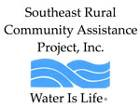 Southeast Rural
Community Assistance
Project, Inc.
Water Is Life®